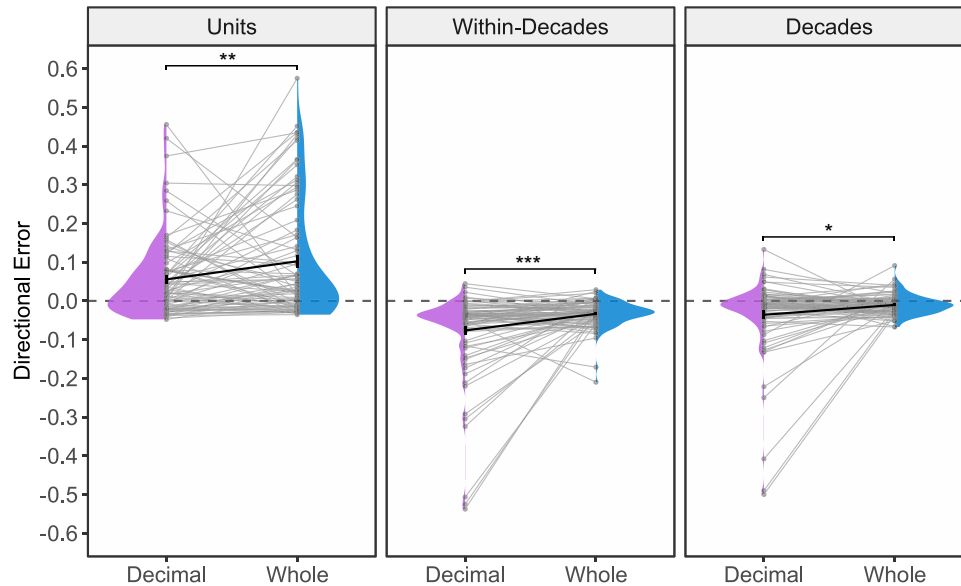 Units
Within-Decades
Decades
Directional Error
0.6
0.5
0.4
0.3
0.2
0.1
0.0
-0.1
-0.2
-0.3
-0.4
-0.5
-0.6
**
***
*
Decimal Whole
Decimal Whole
Decimal Whole